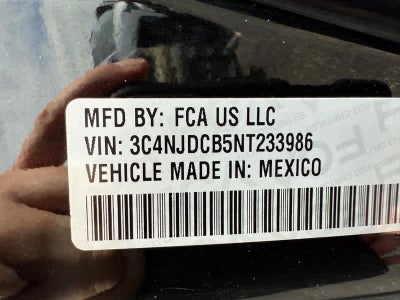 MFD BY: FCA US LLC
VIN: 3C4NJDCB5NT233986
VEHICLE MADE IN: MEXICO